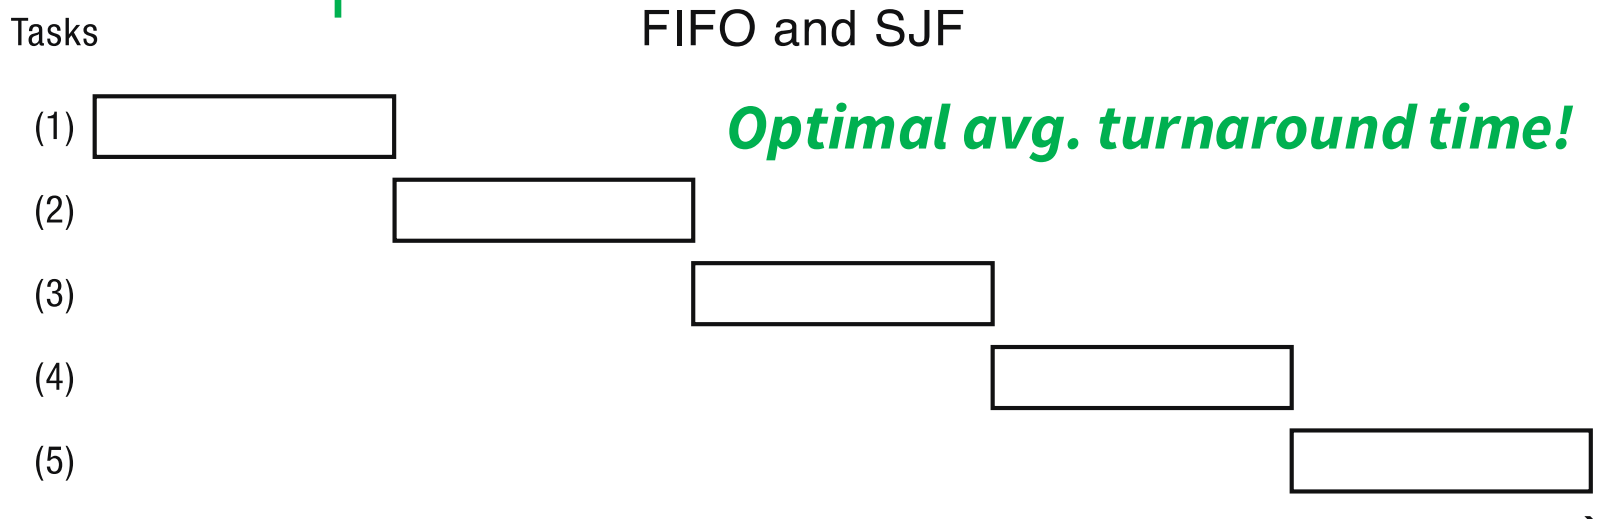 Tasks
FIFO and SJF
(1)
Optimal avg. turnaround time!
(2)
(3)
(4)
(5)